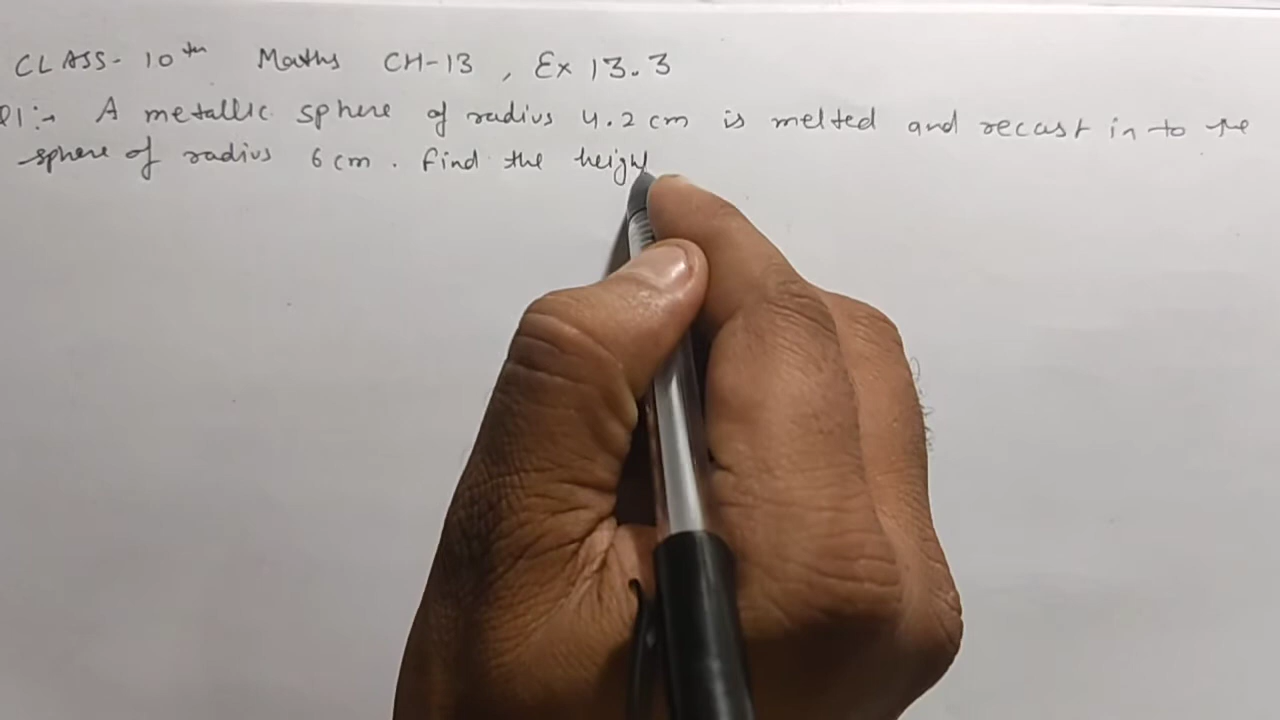 CLASS- 10th Maths CH-13, Ex 13.3
Q1:→ A metallic sphere of radius 4.2 cm is melted and recast in to the
sphere of radius 6 cm. Find the heigh